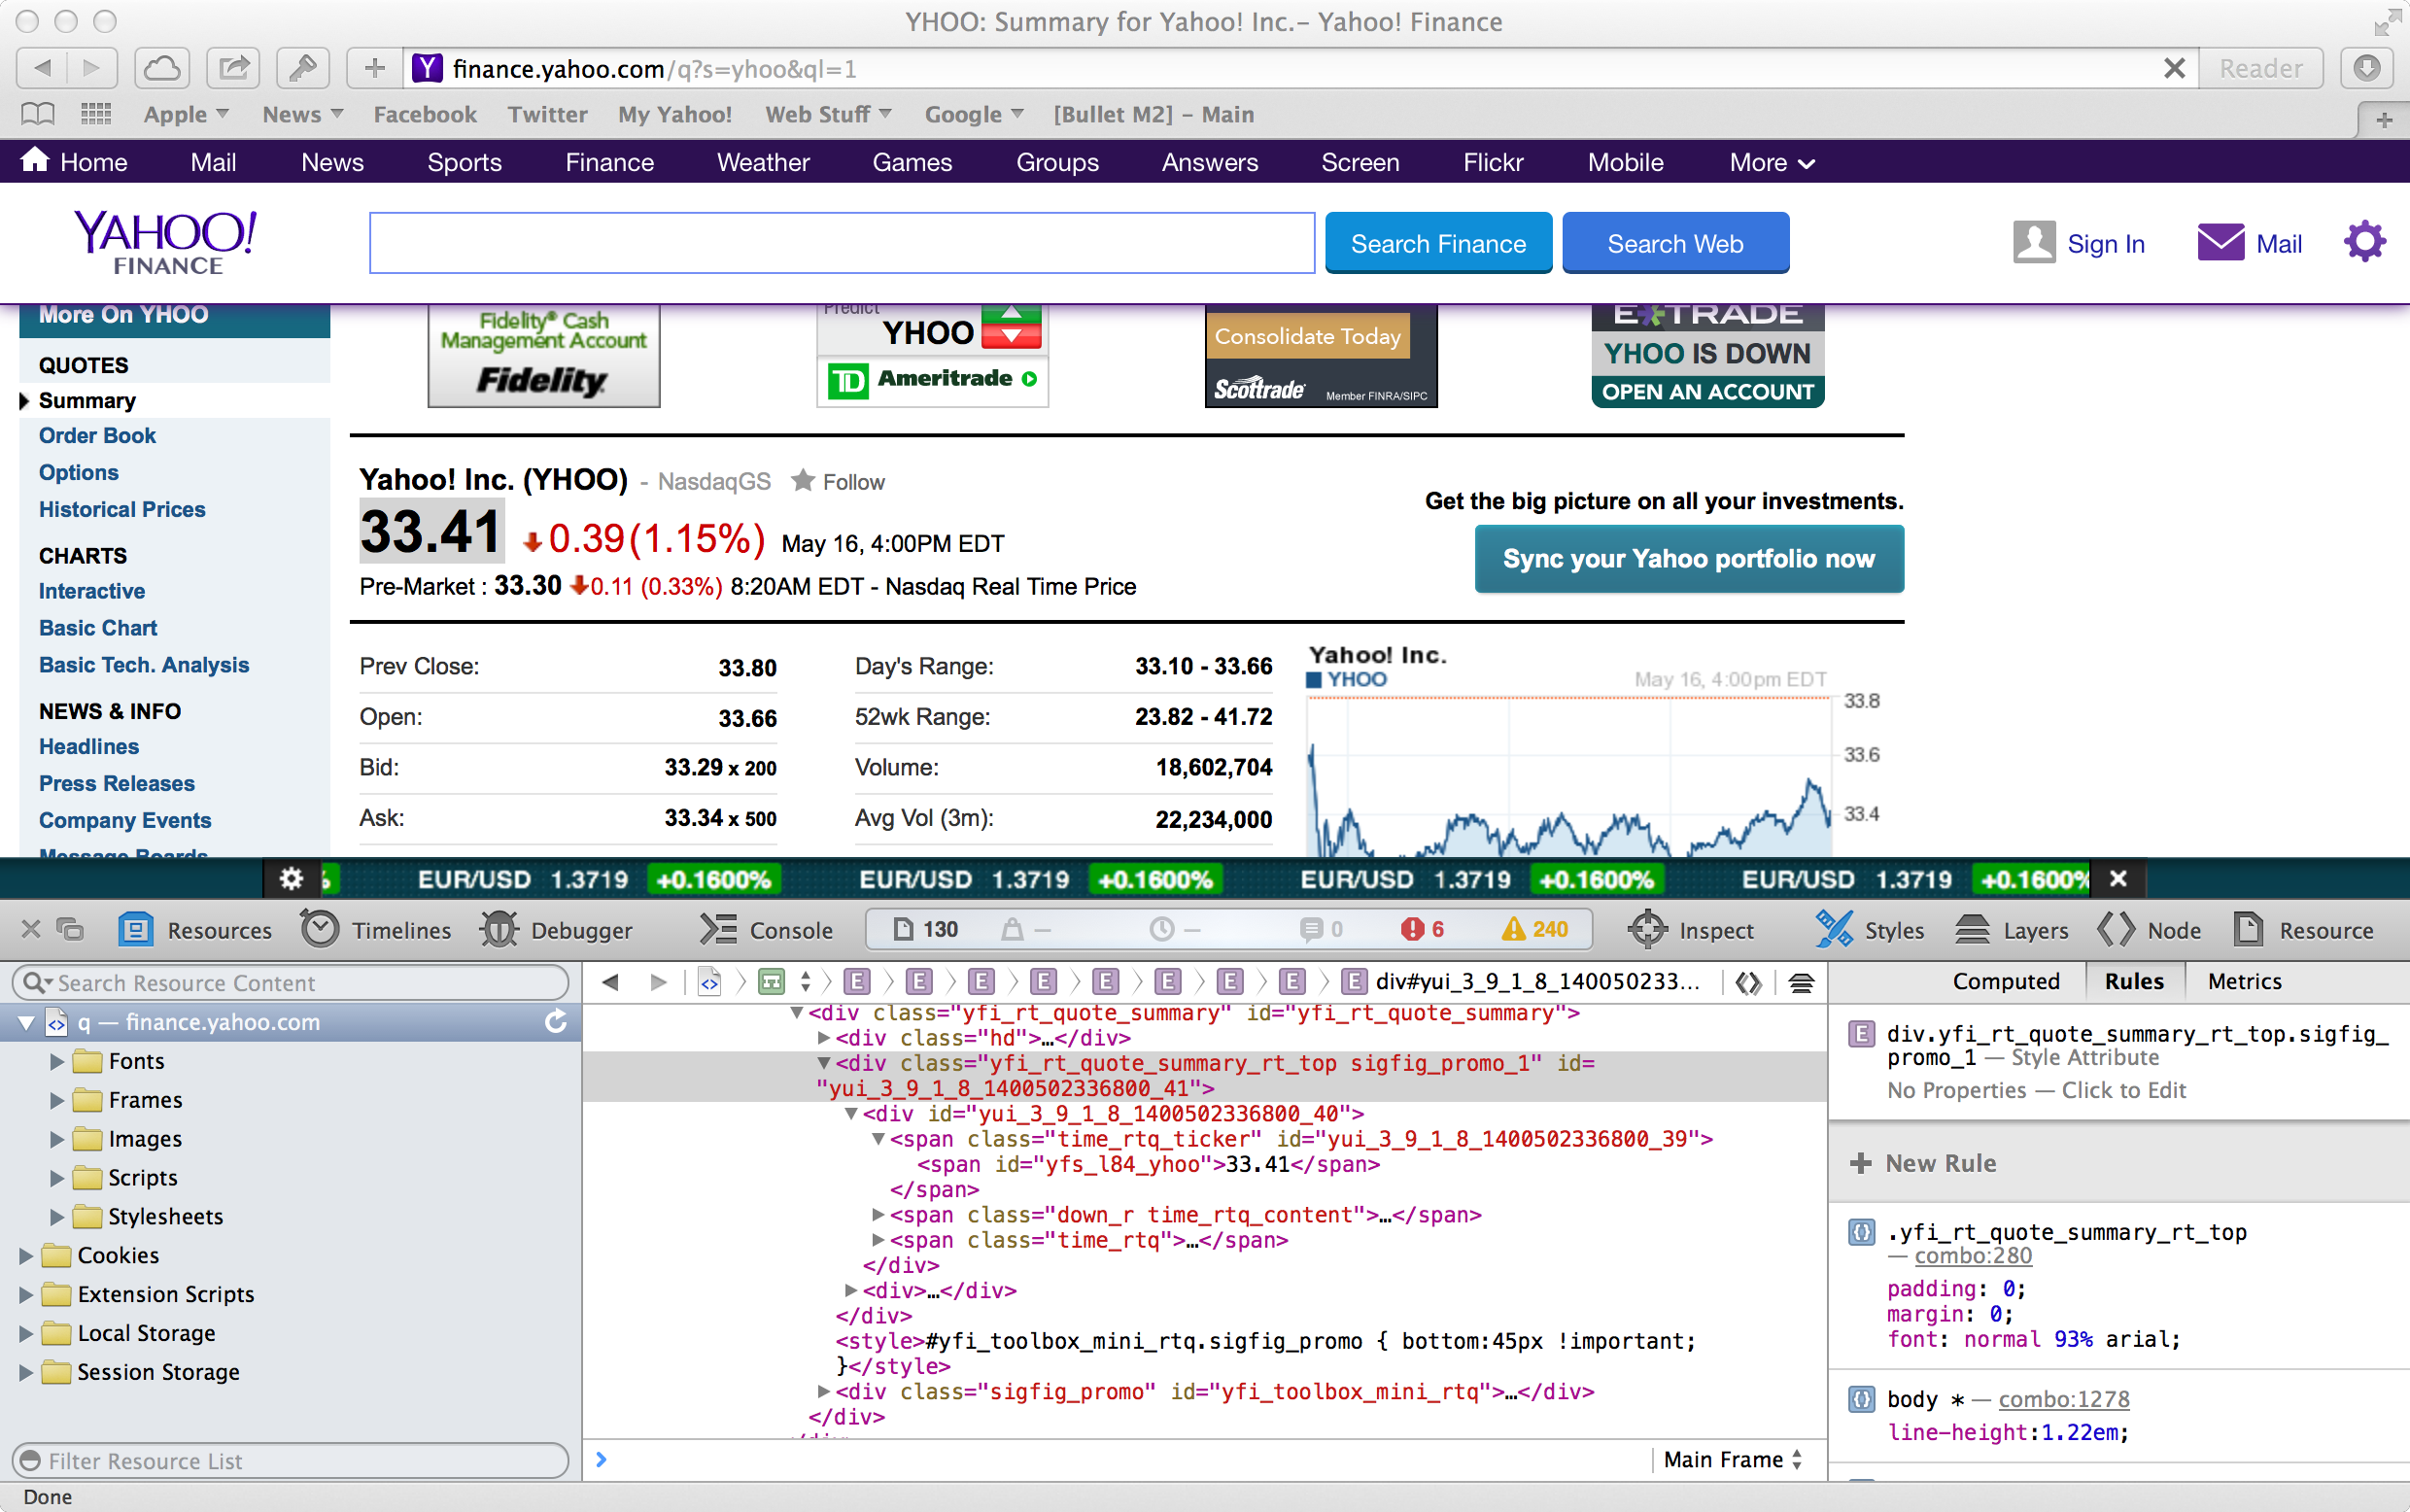 YHOO: Summary for Yahoo! Inc.- Yahoo! Finance
finance.yahoo.com/q?s=yhoo&ql=1
Reader
Apple News Facebook Twitter My Yahoo! Web Stuff Google [Bullet M2] - Main
Home Mail News Sports Finance Weather Games Groups Answers Screen Flickr Mobile More
YAHOO!
FINANCE
Search Finance
Search Web
Sign In
Mail
More On YHOO
QUOTES
Summary
Order Book
Options
Historical Prices
CHARTS
Interactive
Basic Chart
Basic Tech. Analysis
NEWS & INFO
Headlines
Press Releases
Company Events
Message Boards
Fidelity® Cash
Management Account
Fidelity
Predict
YHOO
TD Ameritrade
Consolidate Today
Scottrade Member FINRA/SIPC
E*TRADE
YHOO IS DOWN
OPEN AN ACCOUNT
Yahoo! Inc. (YHOO) - NasdaqGS Follow
33.41 0.39(1.15%) May 16, 4:00PM EDT
Pre-Market : 33.30 0.11 (0.33%) 8:20AM EDT - Nasdaq Real Time Price
Get the big picture on all your investments.
Sync your Yahoo portfolio now
Prev Close: 33.80
Open: 33.66
Bid: 33.29 x 200
Ask: 33.34 x 500
Day's Range: 33.10 - 33.66
52wk Range: 23.82 - 41.72
Volume: 18,602,704
Avg Vol (3m): 22,234,000
Yahoo! Inc.
YHOO May 16, 4:00pm EDT
33.8
33.6
33.4
% EUR/USD 1.3719 +0.1600% EUR/USD 1.3719 +0.1600% EUR/USD 1.3719 +0.1600% EUR/USD 1.3719 +0.1600%
Resources Timelines Debugger Console 130 — — 0 6 240 Inspect Styles Layers Node Resource
Search Resource Content
q — finance.yahoo.com
Fonts
Frames
Images
Scripts
Stylesheets
Cookies
Extension Scripts
Local Storage
Session Storage
Filter Resource List
E E E E E E E E E div#yui_3_9_1_8_140050233...
<div class="yfi_rt_quote_summary" id="yfi_rt_quote_summary">
<div class="hd">…</div>
<div class="yfi_rt_quote_summary_rt_top sigfig_promo_1" id=
"yui_3_9_1_8_1400502336800_41">
<div id="yui_3_9_1_8_1400502336800_40">
<span class="time_rtq_ticker" id="yui_3_9_1_8_1400502336800_39">
<span id="yfs_l84_yhoo">33.41</span>
</span>
<span class="down_r time_rtq_content">…</span>
<span class="time_rtq">…</span>
</div>
<div>…</div>
</div>
<style>#yfi_toolbox_mini_rtq.sigfig_promo { bottom:45px !important;
}</style>
<div class="sigfig_promo" id="yfi_toolbox_mini_rtq">…</div>
</div>
Main Frame
Computed Rules Metrics
E div.yfi_rt_quote_summary_rt_top.sigfig_
promo_1 — Style Attribute
No Properties — Click to Edit
+ New Rule
.yfi_rt_quote_summary_rt_top
— combo:280
padding: 0;
margin: 0;
font: normal 93% arial;
body * — combo:1278
line-height:1.22em;
Done